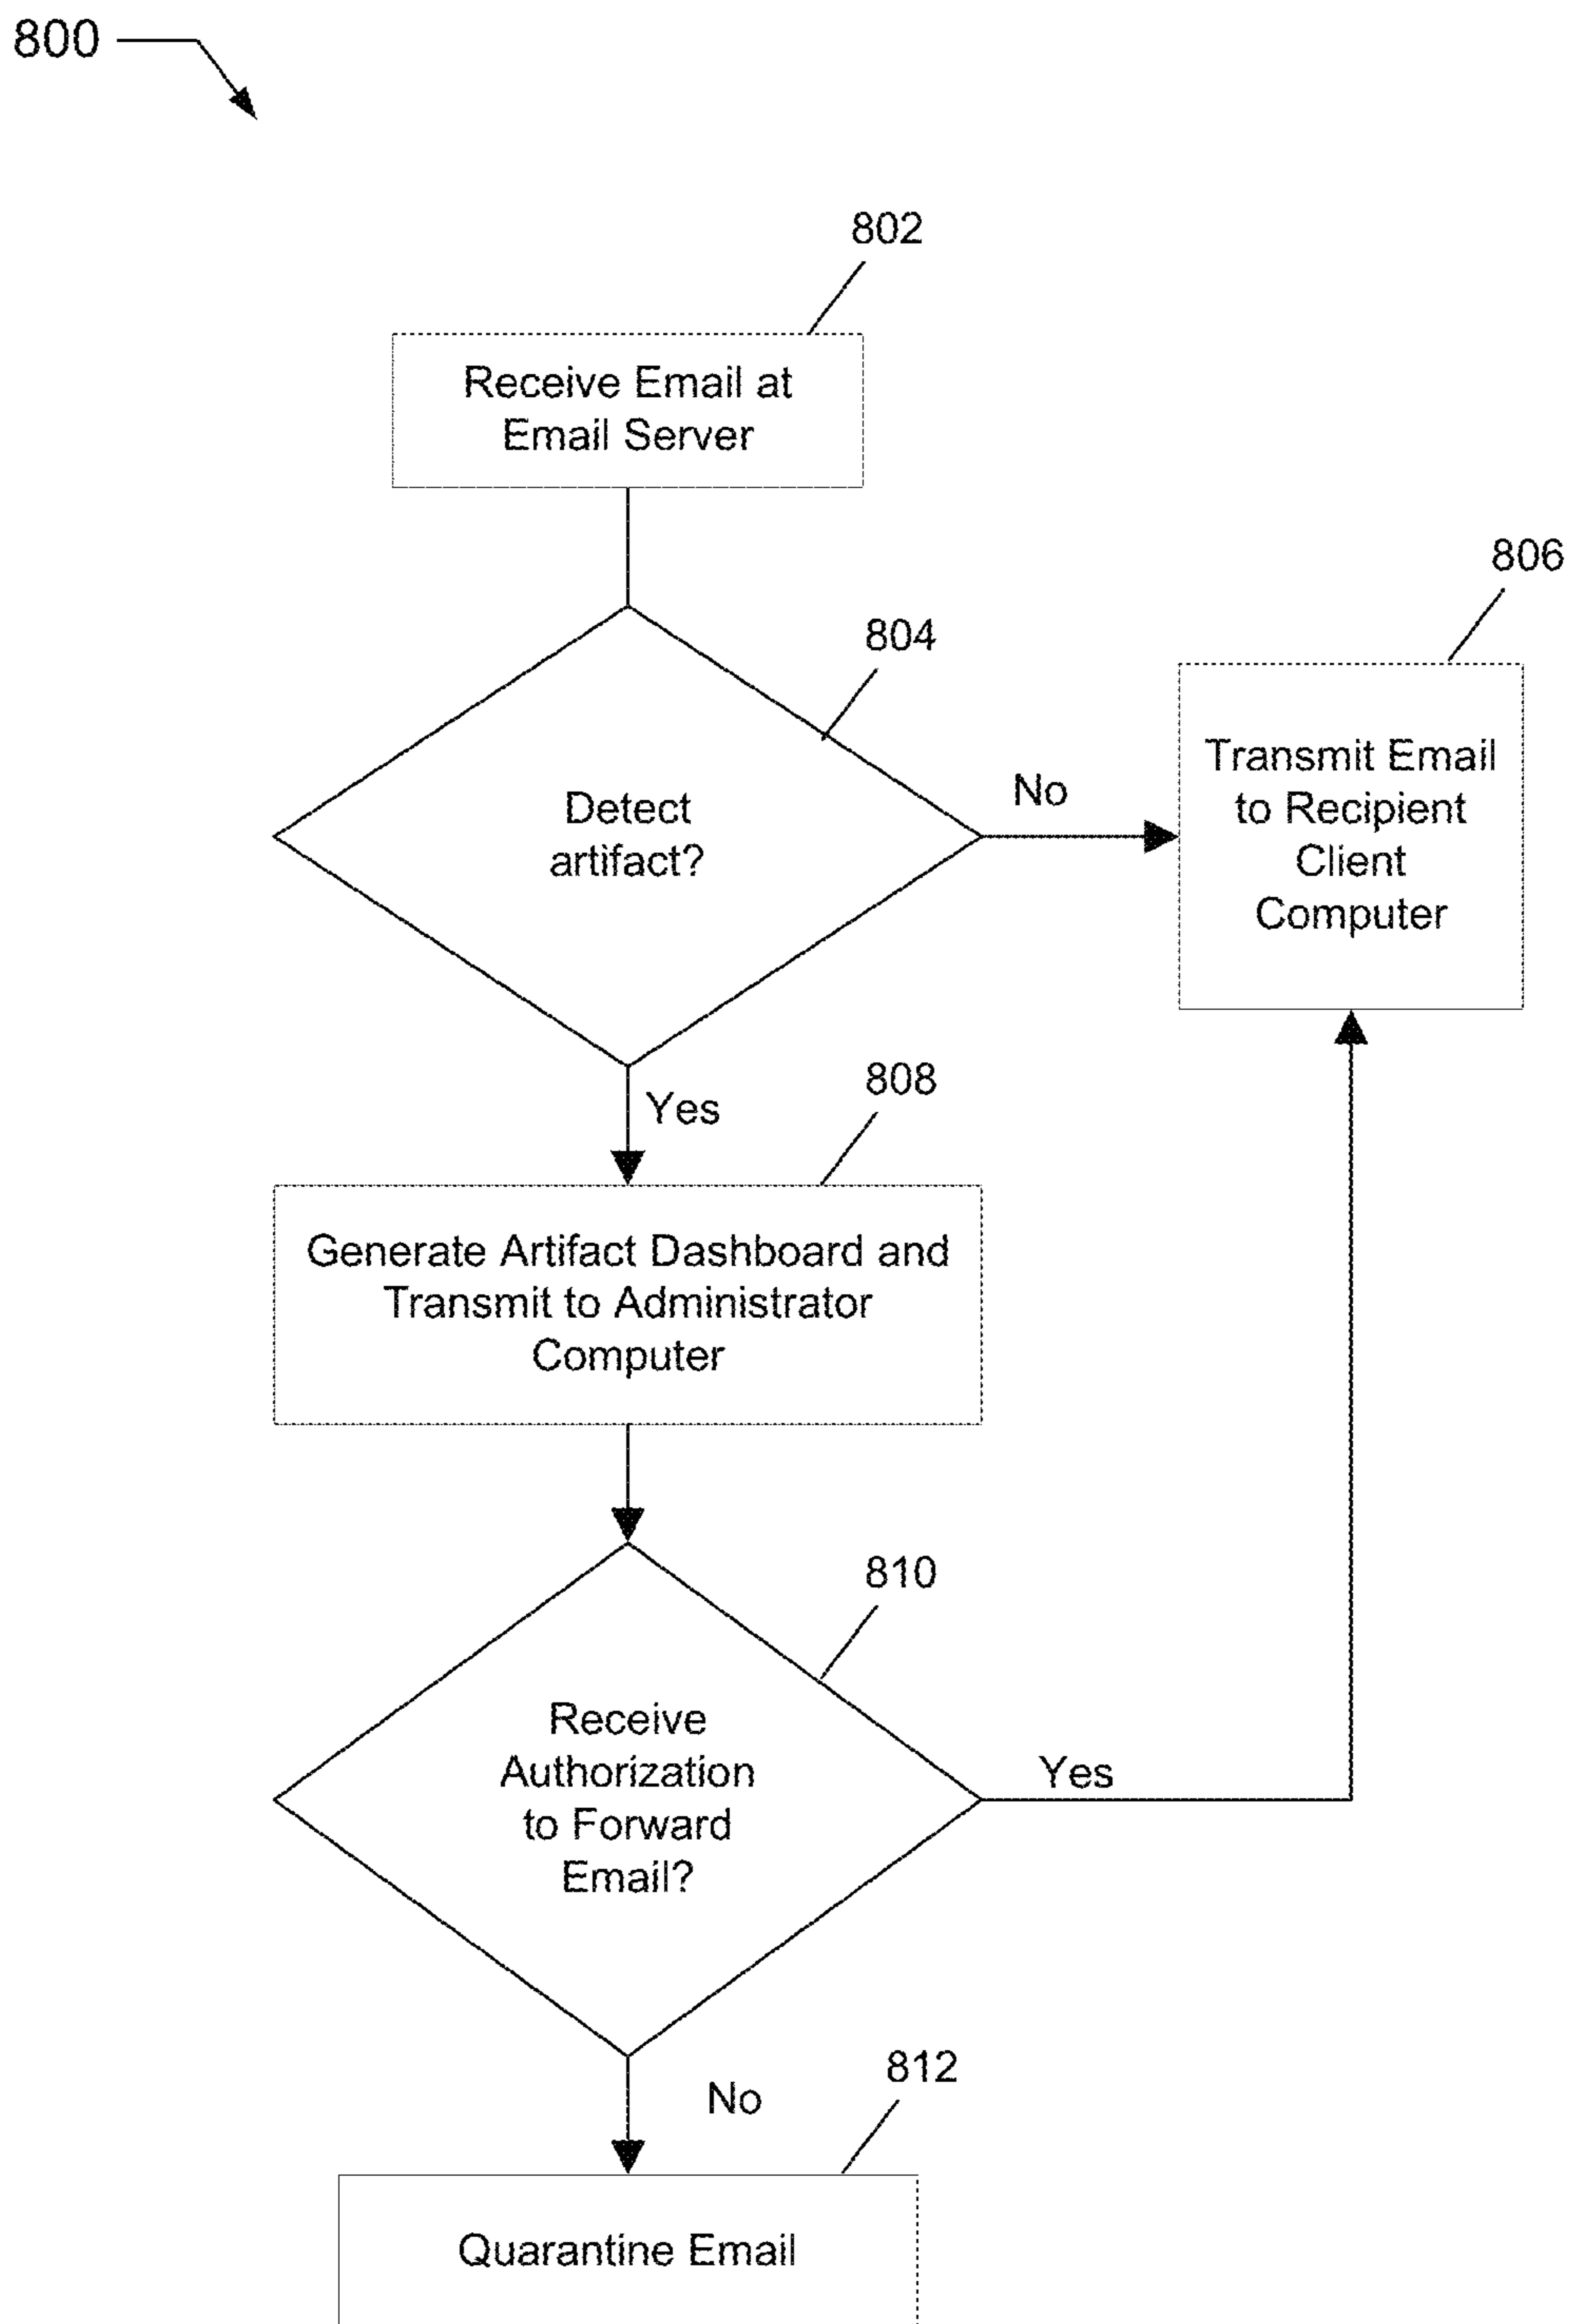 800
802
Receive Email at
Email Server
806
804
Transmit Email
to Recipient
Client
Computer
No
Detect
artifact?
808
Yes
Generate Artifact Dashboard and
Transmit to Administrator
Computer
810
Receive
Authorization
to Forward
Email?
Yes
812
No
Quarantine Email